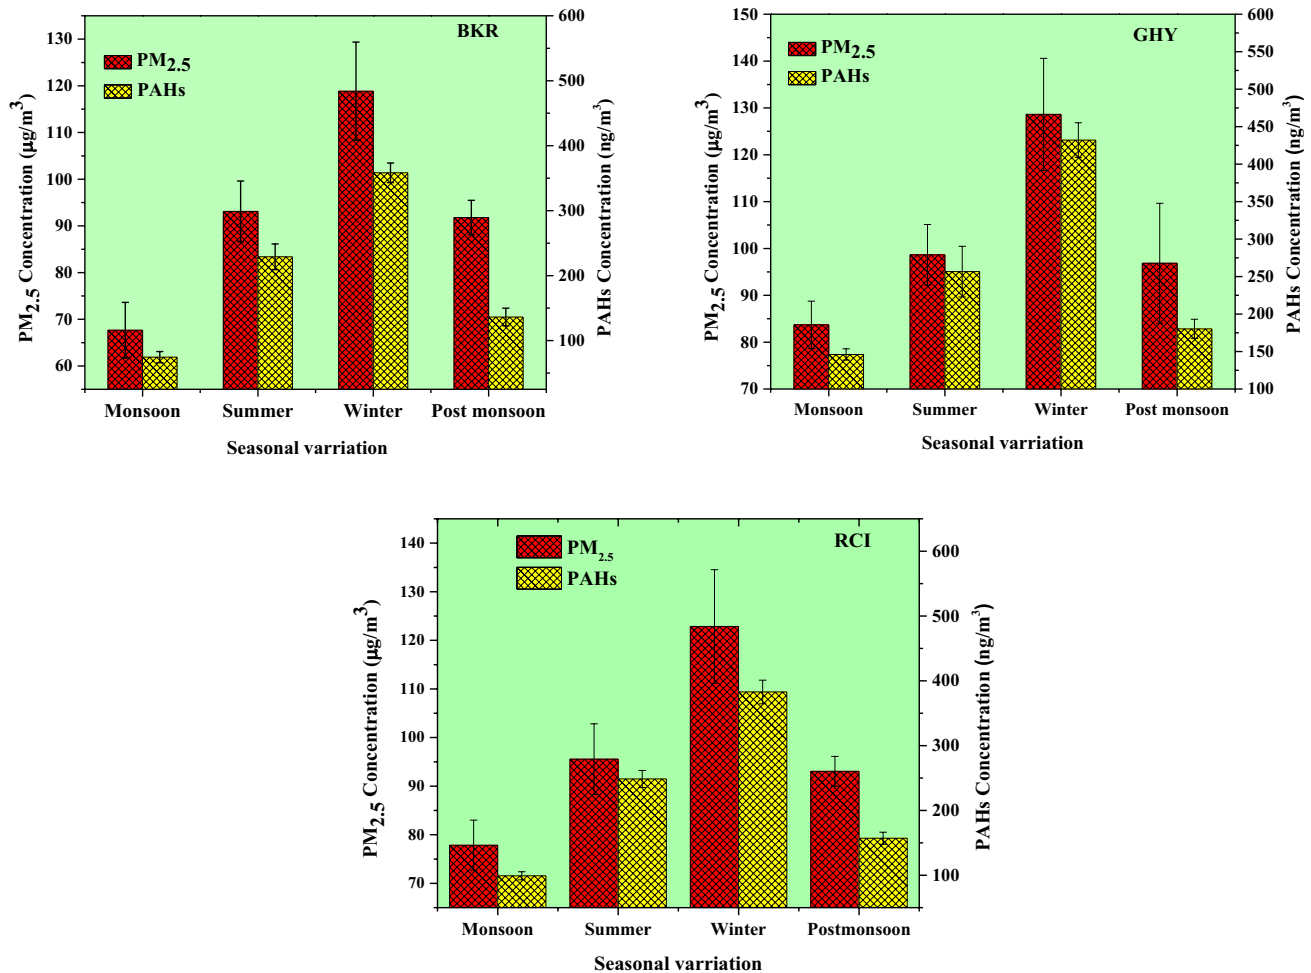 BKR
PM2.5
PAHs
PM2.5 Concentration (µg/m3)
130
120
110
100
90
80
70
60
600
500
400
300
200
100
PAHs Concentration (ng/m3)
Monsoon Summer Winter Post monsoon
Seasonal varriation
GHY
PM2.5
PAHs
PM2.5 Concentration (µg/m3)
150
140
130
120
110
100
90
80
70
600
550
500
450
400
350
300
250
200
150
100
PAHs Concentration (ng/m3)
Monsoon Summer Winter Post monsoon
Seasonal varriation
RCI
PM2.5
PAHs
PM2.5 Concentration (µg/m3)
140
130
120
110
100
90
80
70
600
500
400
300
200
100
PAHs Concentration (ng/m3)
Monsoon Summer Winter Postmonsoon
Seasonal varriation